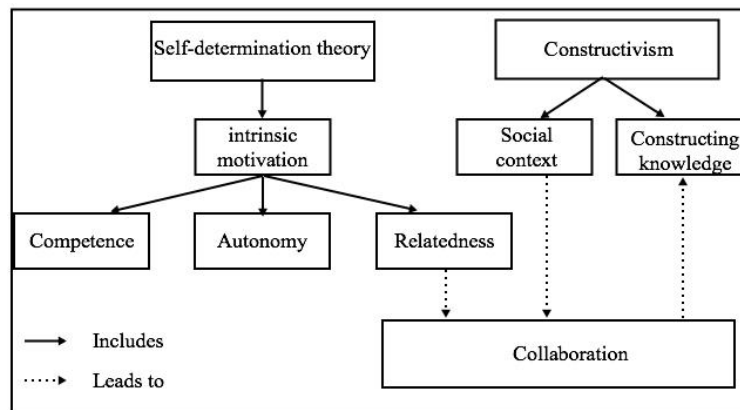 Self-determination theory
Constructivism
intrinsic
motivation
Social
context
Constructing
knowledge
Competence
Autonomy
Relatedness
Includes
Collaboration
Leads to